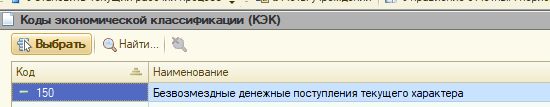 Коды экономической классификации (КЭК)
Выбрать Найти...
Код Наименование
150 Безвозмездные денежные поступления текущего характера